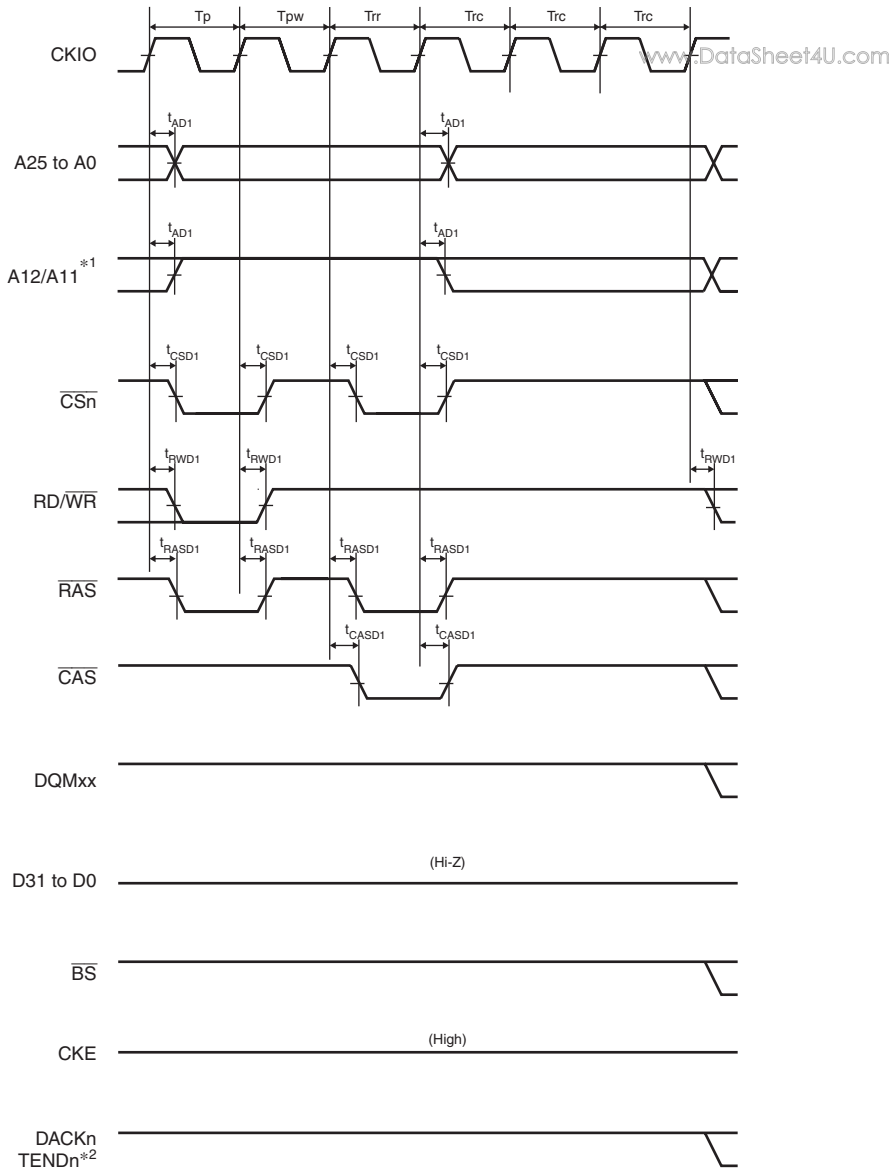 Tp Tpw Trr Trc Trc Trc
CKIO
www.DataSheet4U.com
tAD1 tAD1
A25 to A0
tAD1 tAD1
A12/A11*1
tCSD1 tCSD1 tCSD1 tCSD1
CSn
tRWD1 tRWD1 tRWD1
RD/WR
tRASD1 tRASD1 tRASD1 tRASD1
RAS
tCASD1 tCASD1
CAS
DQMxx
(Hi-Z)
D31 to D0
BS
(High)
CKE
DACKn
TENDn*2